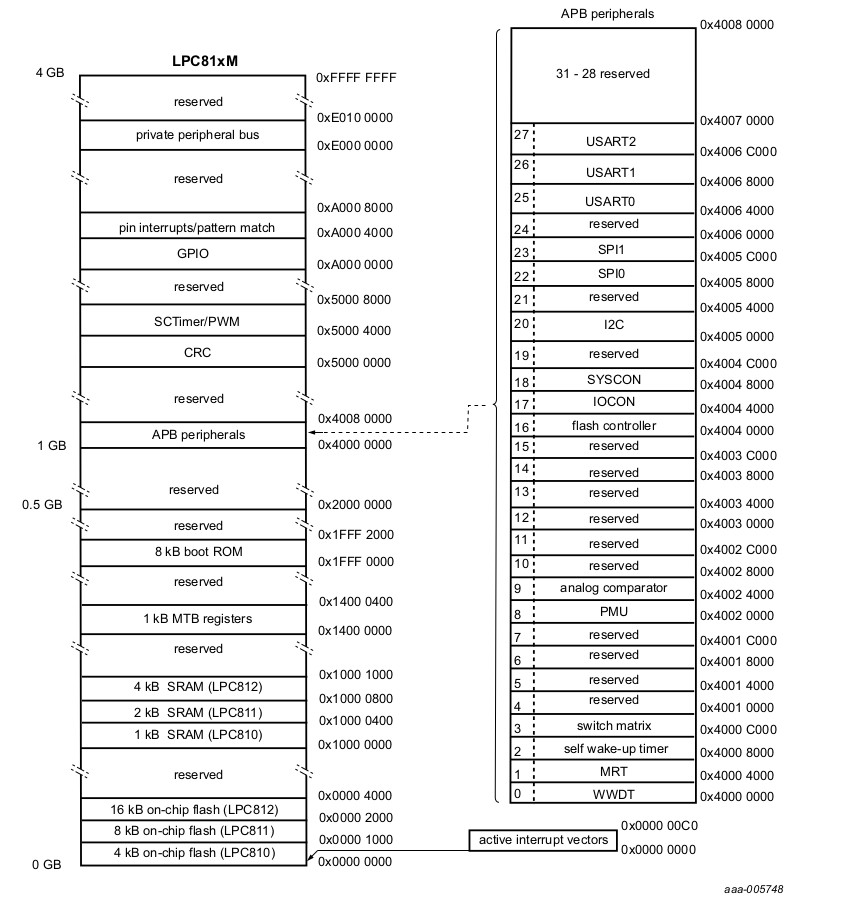 LPC81xM
4 GB
0xFFFF FFFF
reserved
0xE010 0000
private peripheral bus
0xE000 0000
reserved
0xA000 8000
pin interrupts/pattern match
0xA000 4000
GPIO
0xA000 0000
reserved
0x5000 8000
SCTimer/PWM
0x5000 4000
CRC
0x5000 0000
reserved
0x4008 0000
APB peripherals
1 GB
0x4000 0000
reserved
0.5 GB
0x2000 0000
reserved
0x1FFF 2000
8 kB boot ROM
0x1FFF 0000
reserved
0x1400 0400
1 kB MTB registers
0x1400 0000
reserved
0x1000 1000
4 kB SRAM (LPC812)
0x1000 0800
2 kB SRAM (LPC811)
0x1000 0400
1 kB SRAM (LPC810)
0x1000 0000
reserved
0x0000 4000
16 kB on-chip flash (LPC812)
0x0000 2000
8 kB on-chip flash (LPC811)
0x0000 1000
4 kB on-chip flash (LPC810)
0 GB
0x0000 0000
APB peripherals
0x4008 0000
31 - 28 reserved
0x4007 0000
27 USART2
0x4006 C000
26 USART1
0x4006 8000
25 USART0
0x4006 4000
24 reserved
0x4006 0000
23 SPI1
0x4005 C000
22 SPI0
0x4005 8000
21 reserved
0x4005 4000
20 I2C
0x4005 0000
19 reserved
0x4004 C000
18 SYSCON
0x4004 8000
17 IOCON
0x4004 4000
16 flash controller
0x4004 0000
15 reserved
0x4003 C000
14 reserved
0x4003 8000
13 reserved
0x4003 4000
12 reserved
0x4003 0000
11 reserved
0x4002 C000
10 reserved
0x4002 8000
9 analog comparator
0x4002 4000
8 PMU
0x4002 0000
7 reserved
0x4001 C000
6 reserved
0x4001 8000
5 reserved
0x4001 4000
4 reserved
0x4001 0000
3 switch matrix
0x4000 C000
2 self wake-up timer
0x4000 8000
1 MRT
0x4000 4000
0 WWDT
0x4000 0000
0x0000 00C0
active interrupt vectors
0x0000 0000
aaa-005748